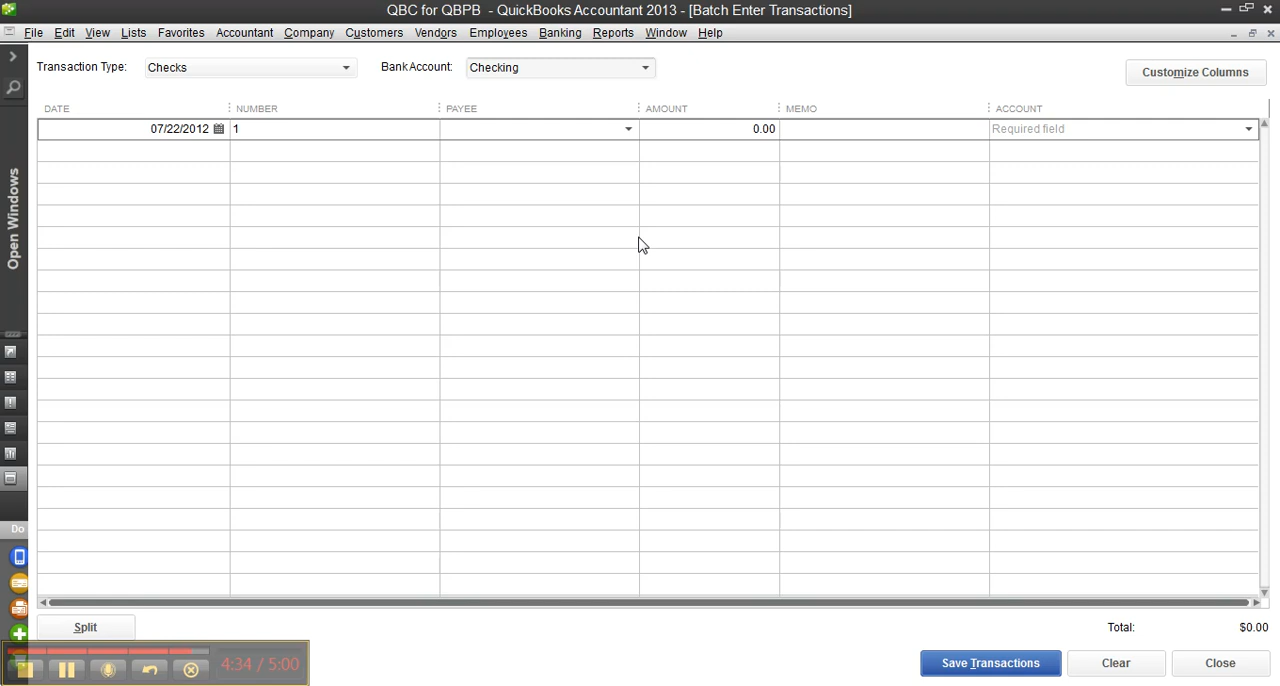 QBC for QBPB - QuickBooks Accountant 2013 - [Batch Enter Transactions]
File Edit View Lists Favorites Accountant Company Customers Vendors Employees Banking Reports Window Help
Transaction Type: Checks Bank Account: Checking Customize Columns
DATE NUMBER PAYEE AMOUNT MEMO ACCOUNT
07/22/2012 1 0.00 Required field
Open Windows
Do
Split Total: $0.00
4:34 / 5:00 Save Transactions Clear Close